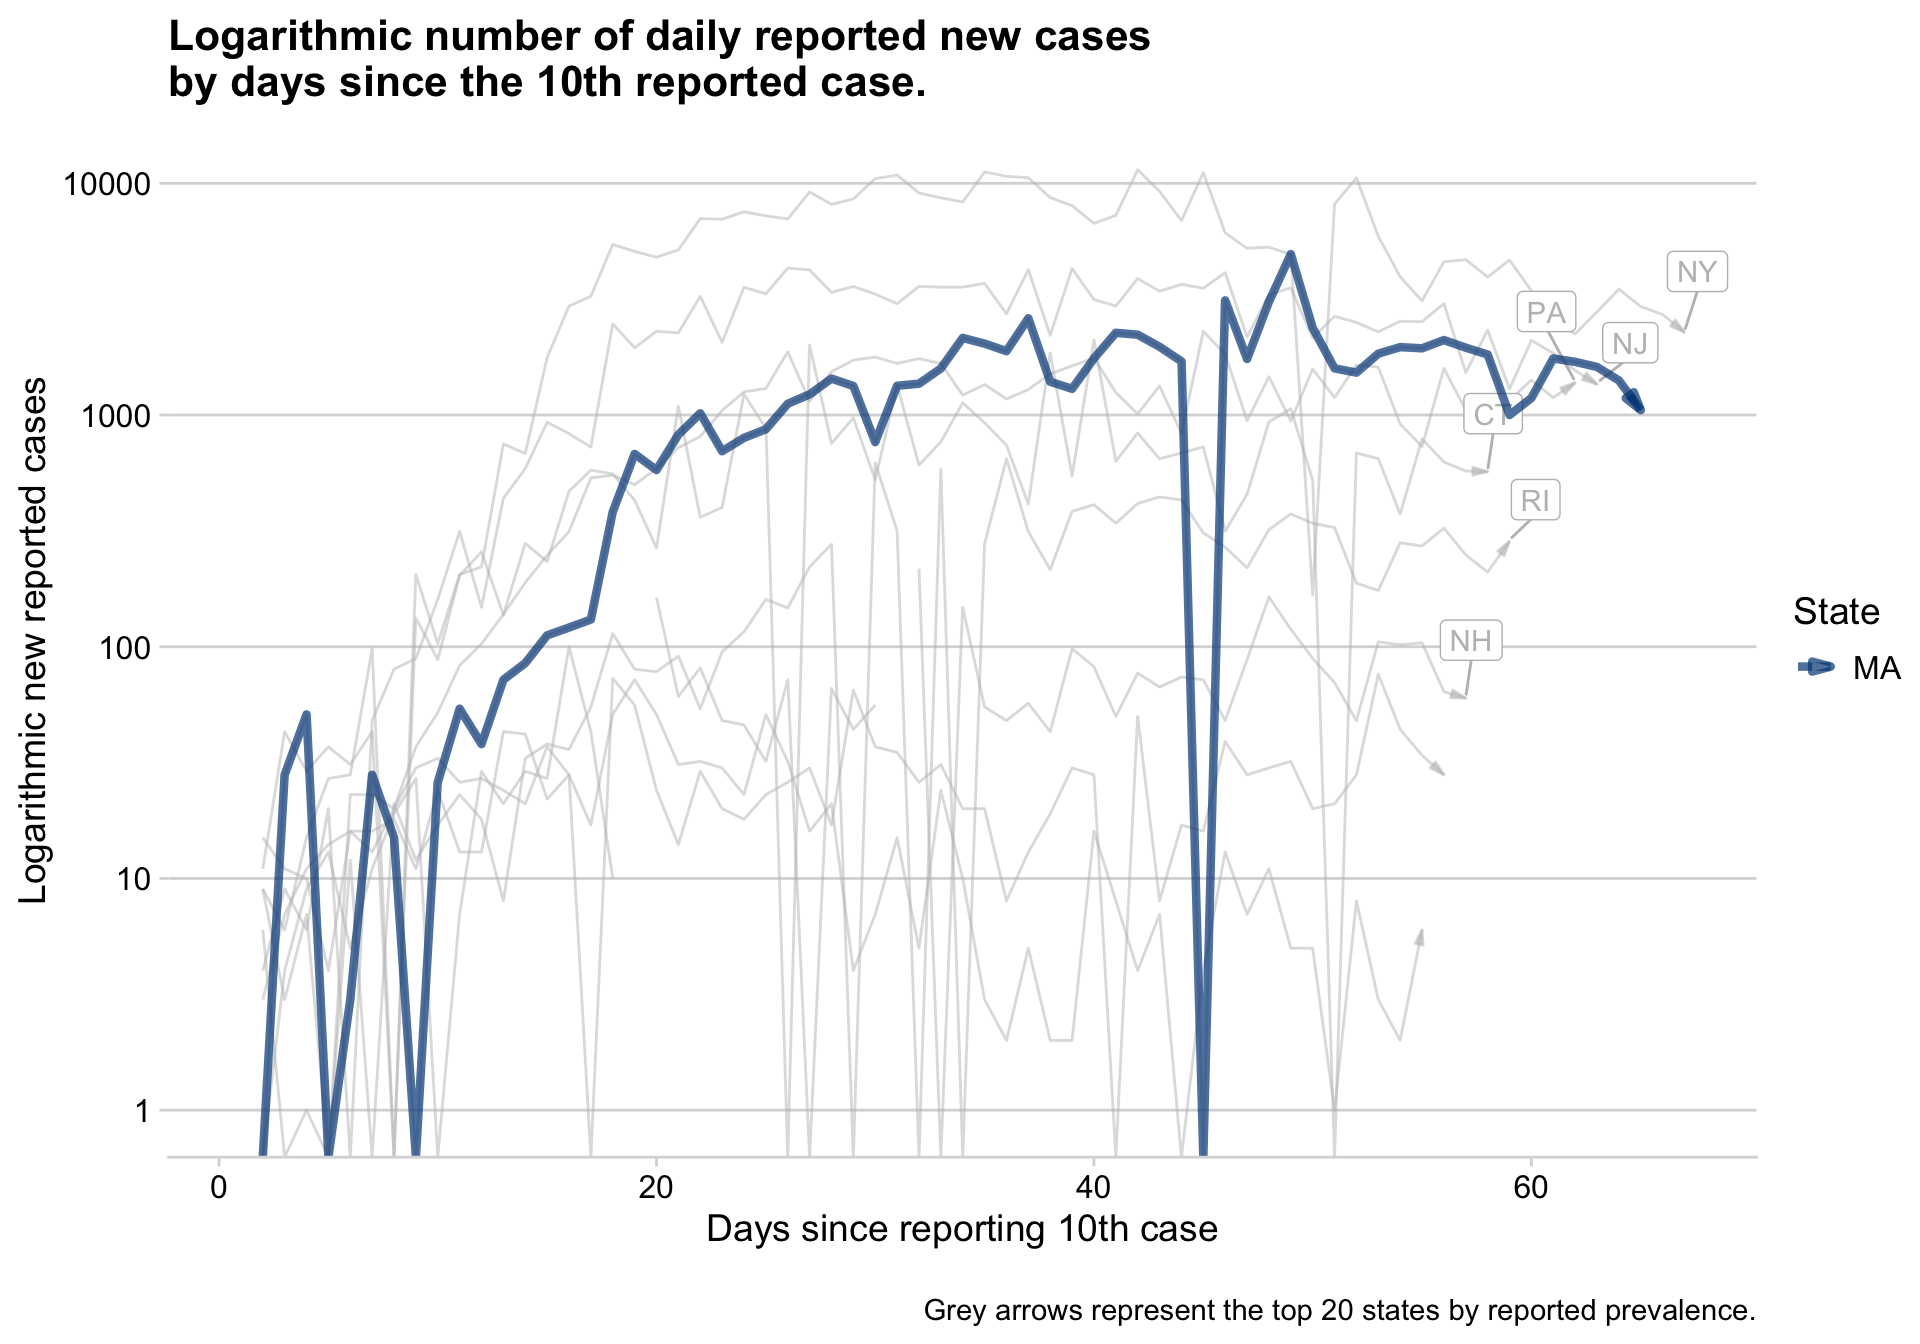 Logarithmic number of daily reported new cases
by days since the 10th reported case.
Logarithmic new reported cases
10000
1000
100
10
1
NY
PA
NJ
CT
RI
NH
State
MA
0
20
40
60
Days since reporting 10th case
Grey arrows represent the top 20 states by reported prevalence.